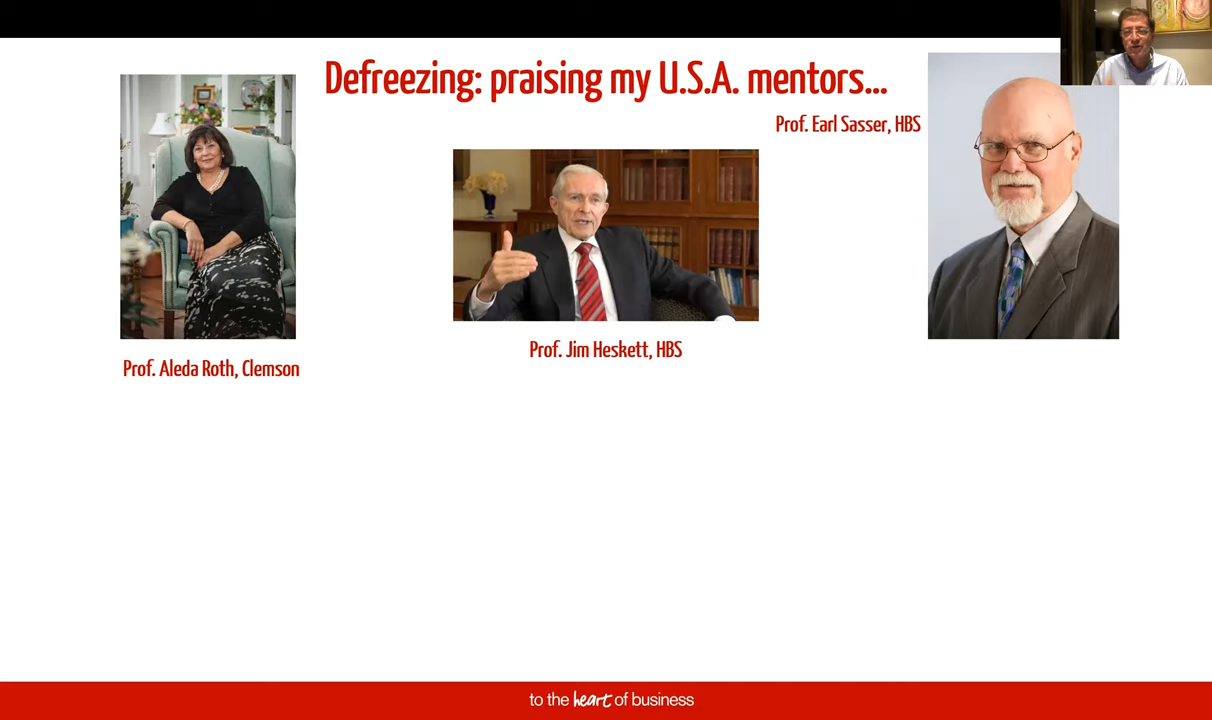 Defreezing: praising my U.S.A. mentors...
Prof. Earl Sasser, HBS
Prof. Jim Heskett, HBS
Prof. Aleda Roth, Clemson
to the heart of business